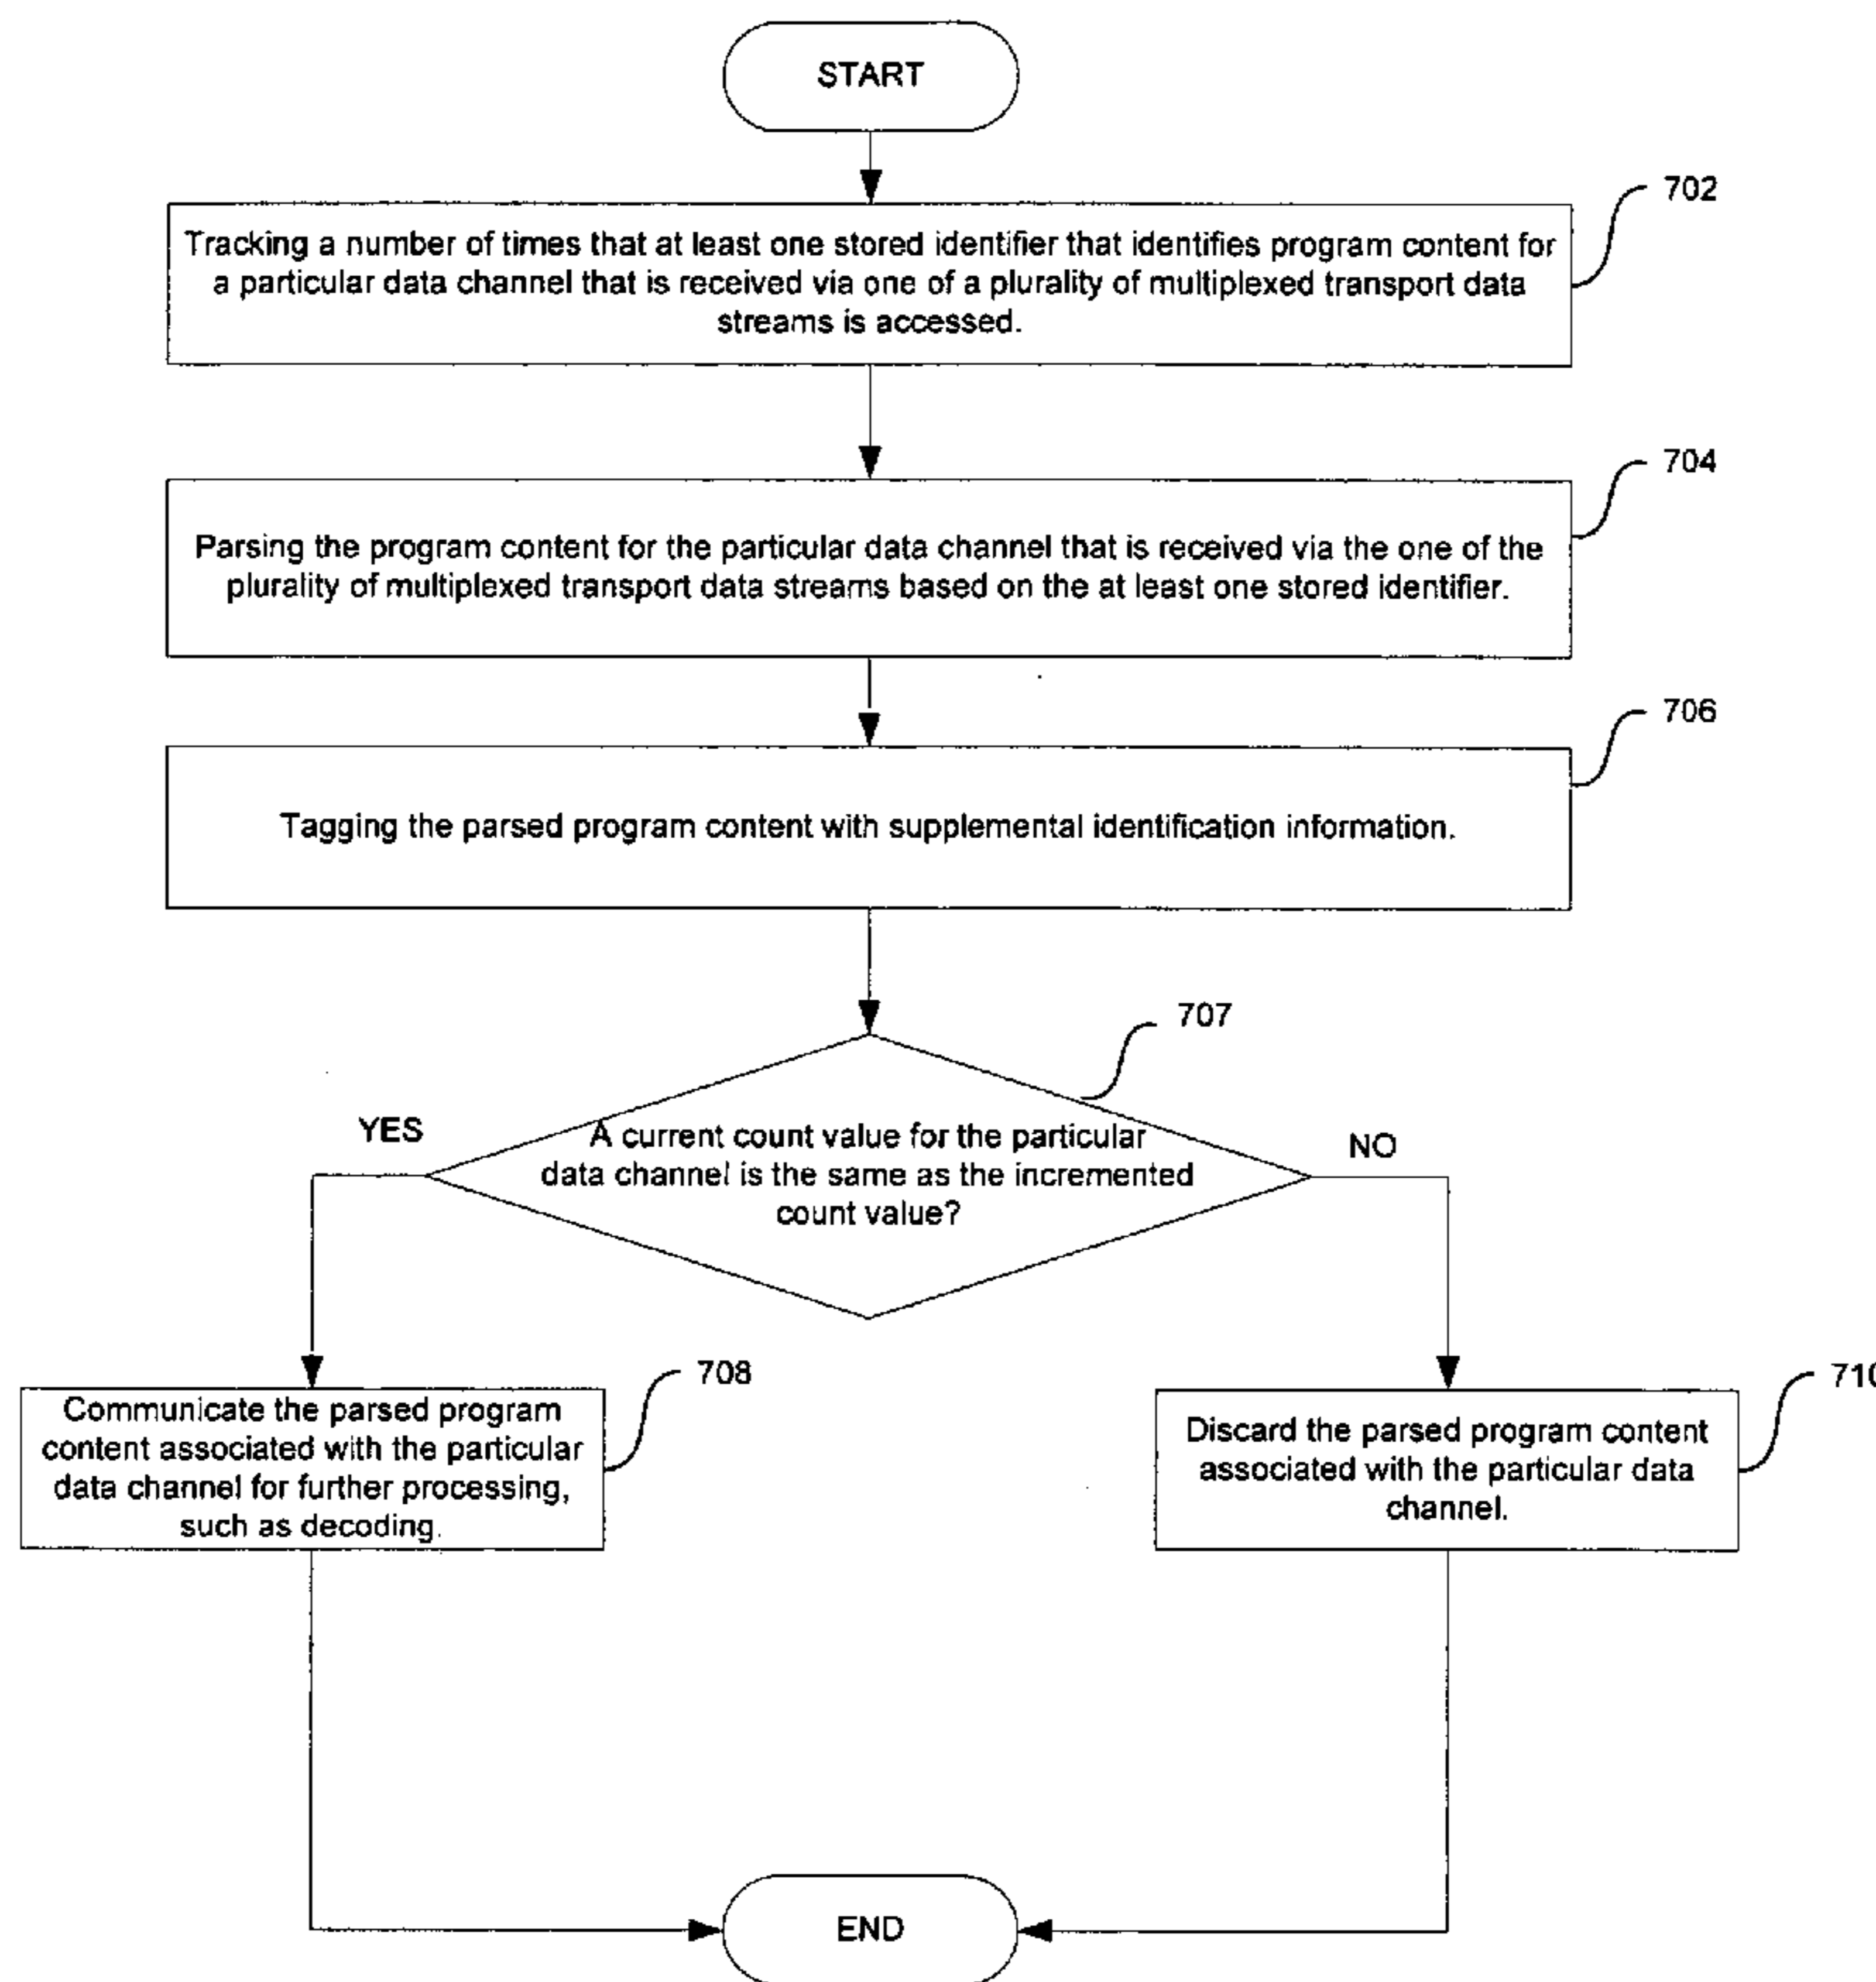 START
702
Tracking a number of times that at least one stored identifier that identifies program content for
a particular data channel that is received via one of a plurality of multiplexed transport data
streams is accessed.
704
Parsing the program content for the particular data channel that is received via the one of the
plurality of multiplexed transport data streams based on the at least one stored identifier.
706
Tagging the parsed program content with supplemental identification information.
707
YES
A current count value for the particular
data channel is the same as the incremented
count value?
NO
708
Communicate the parsed program
content associated with the particular
data channel for further processing,
such as decoding.
710
Discard the parsed program content
associated with the particular data
channel.
END